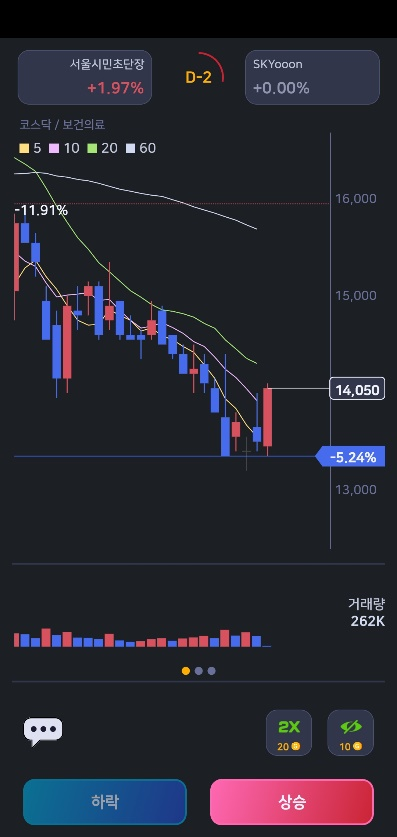 서울시민초단장
+1.97%
D-2
SKYooon
+0.00%
코스닥 / 보건의료
5 10 20 60
-11.91%
16,000
15,000
14,050
-5.24%
13,000
거래량
262K
2X
20
10
하락
상승